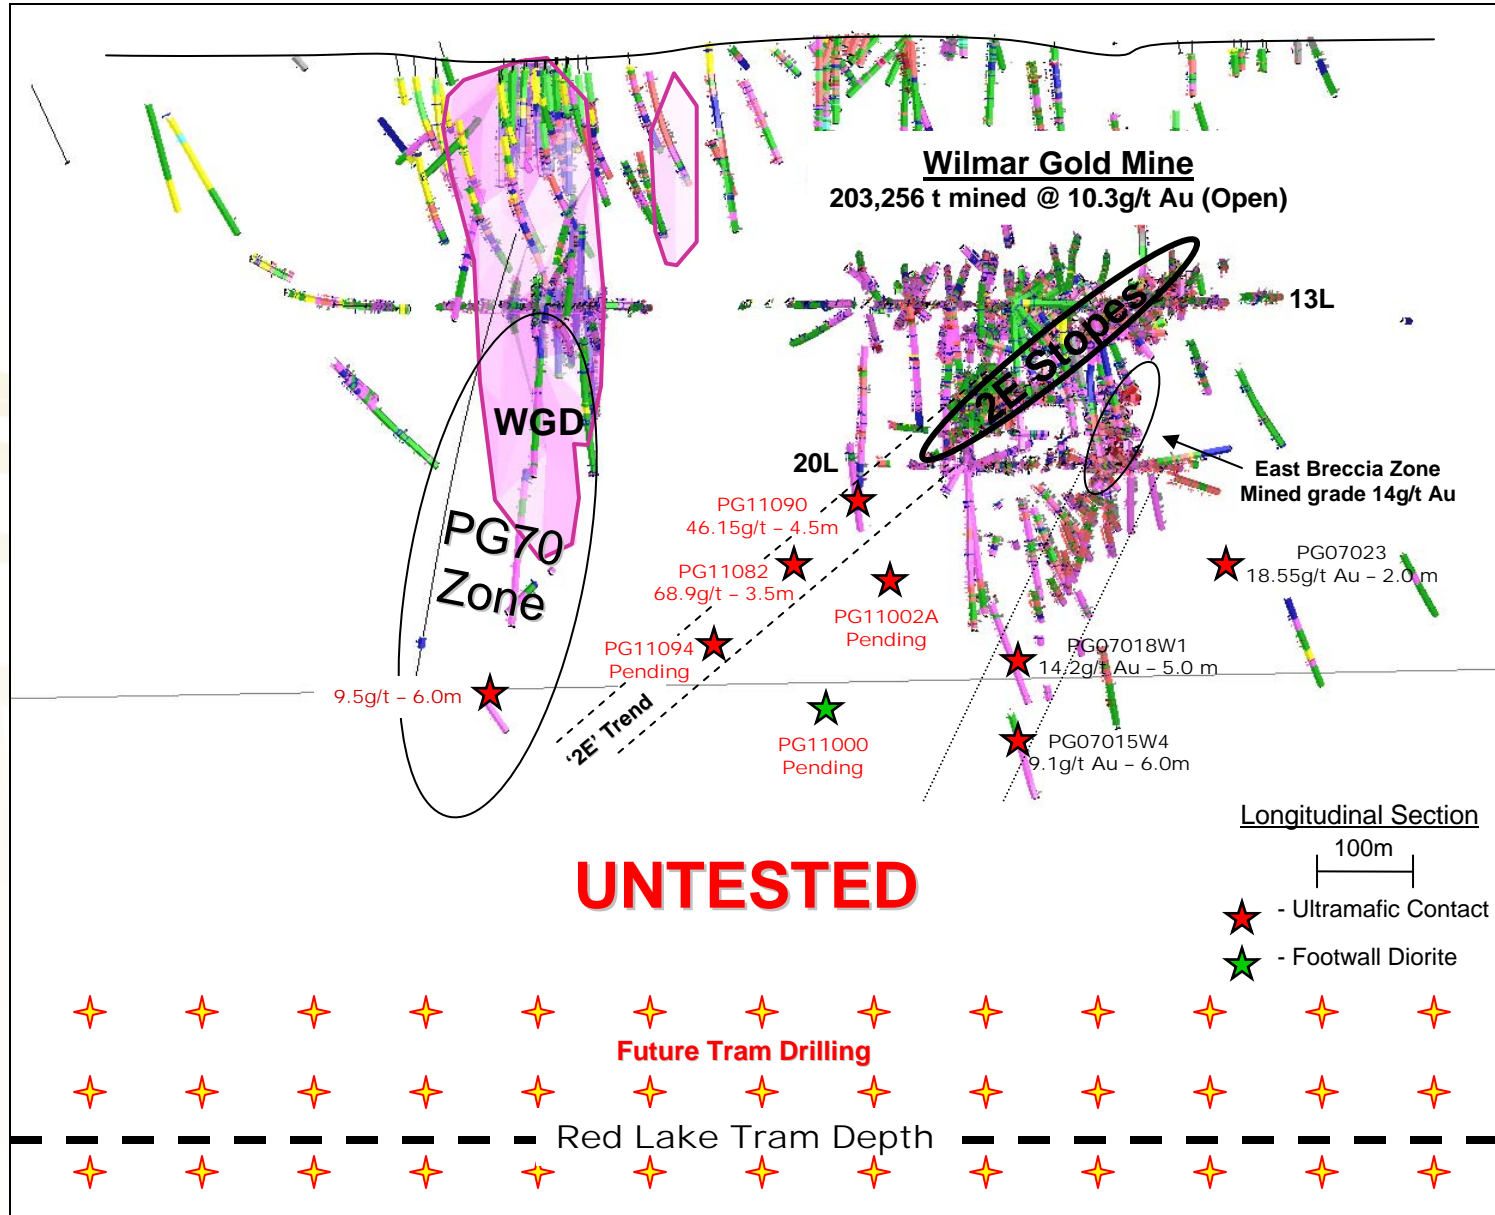 Wilmar Gold Mine
203,256 t mined @ 10.3g/t Au (Open)
13L
2E Stopes
WGD
20L
East Breccia Zone
Mined grade 14g/t Au
PG11090
46.15g/t – 4.5m
PG70
Zone
PG11082
68.9g/t – 3.5m
PG11002A
Pending
PG07023
18.55g/t Au – 2.0 m
PG11094
Pending
PG07018W1
14.2g/t Au – 5.0 m
9.5g/t – 6.0m
‘2E’ Trend
PG11000
Pending
PG07015W4
9.1g/t Au – 6.0m
Longitudinal Section
100m
UNTESTED
- Ultramafic Contact
- Footwall Diorite
Future Tram Drilling
Red Lake Tram Depth